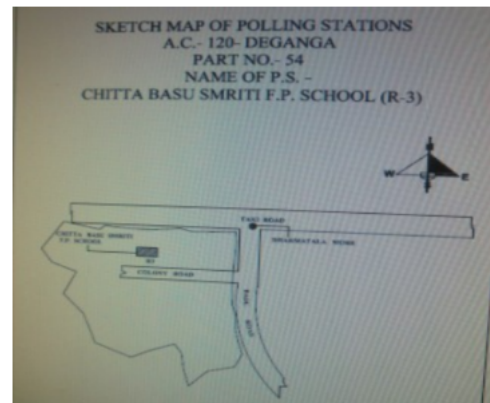 SKETCH MAP OF POLLING STATIONS
A.C.- 120- DEGANGA
PART NO.- 54
NAME OF P.S. -
CHITTA BASU SMRITI F.P. SCHOOL (R-3)
W
E
TAKI ROAD
CHITTA BASU SMRITI
F.P. SCHOOL
COLONY ROAD